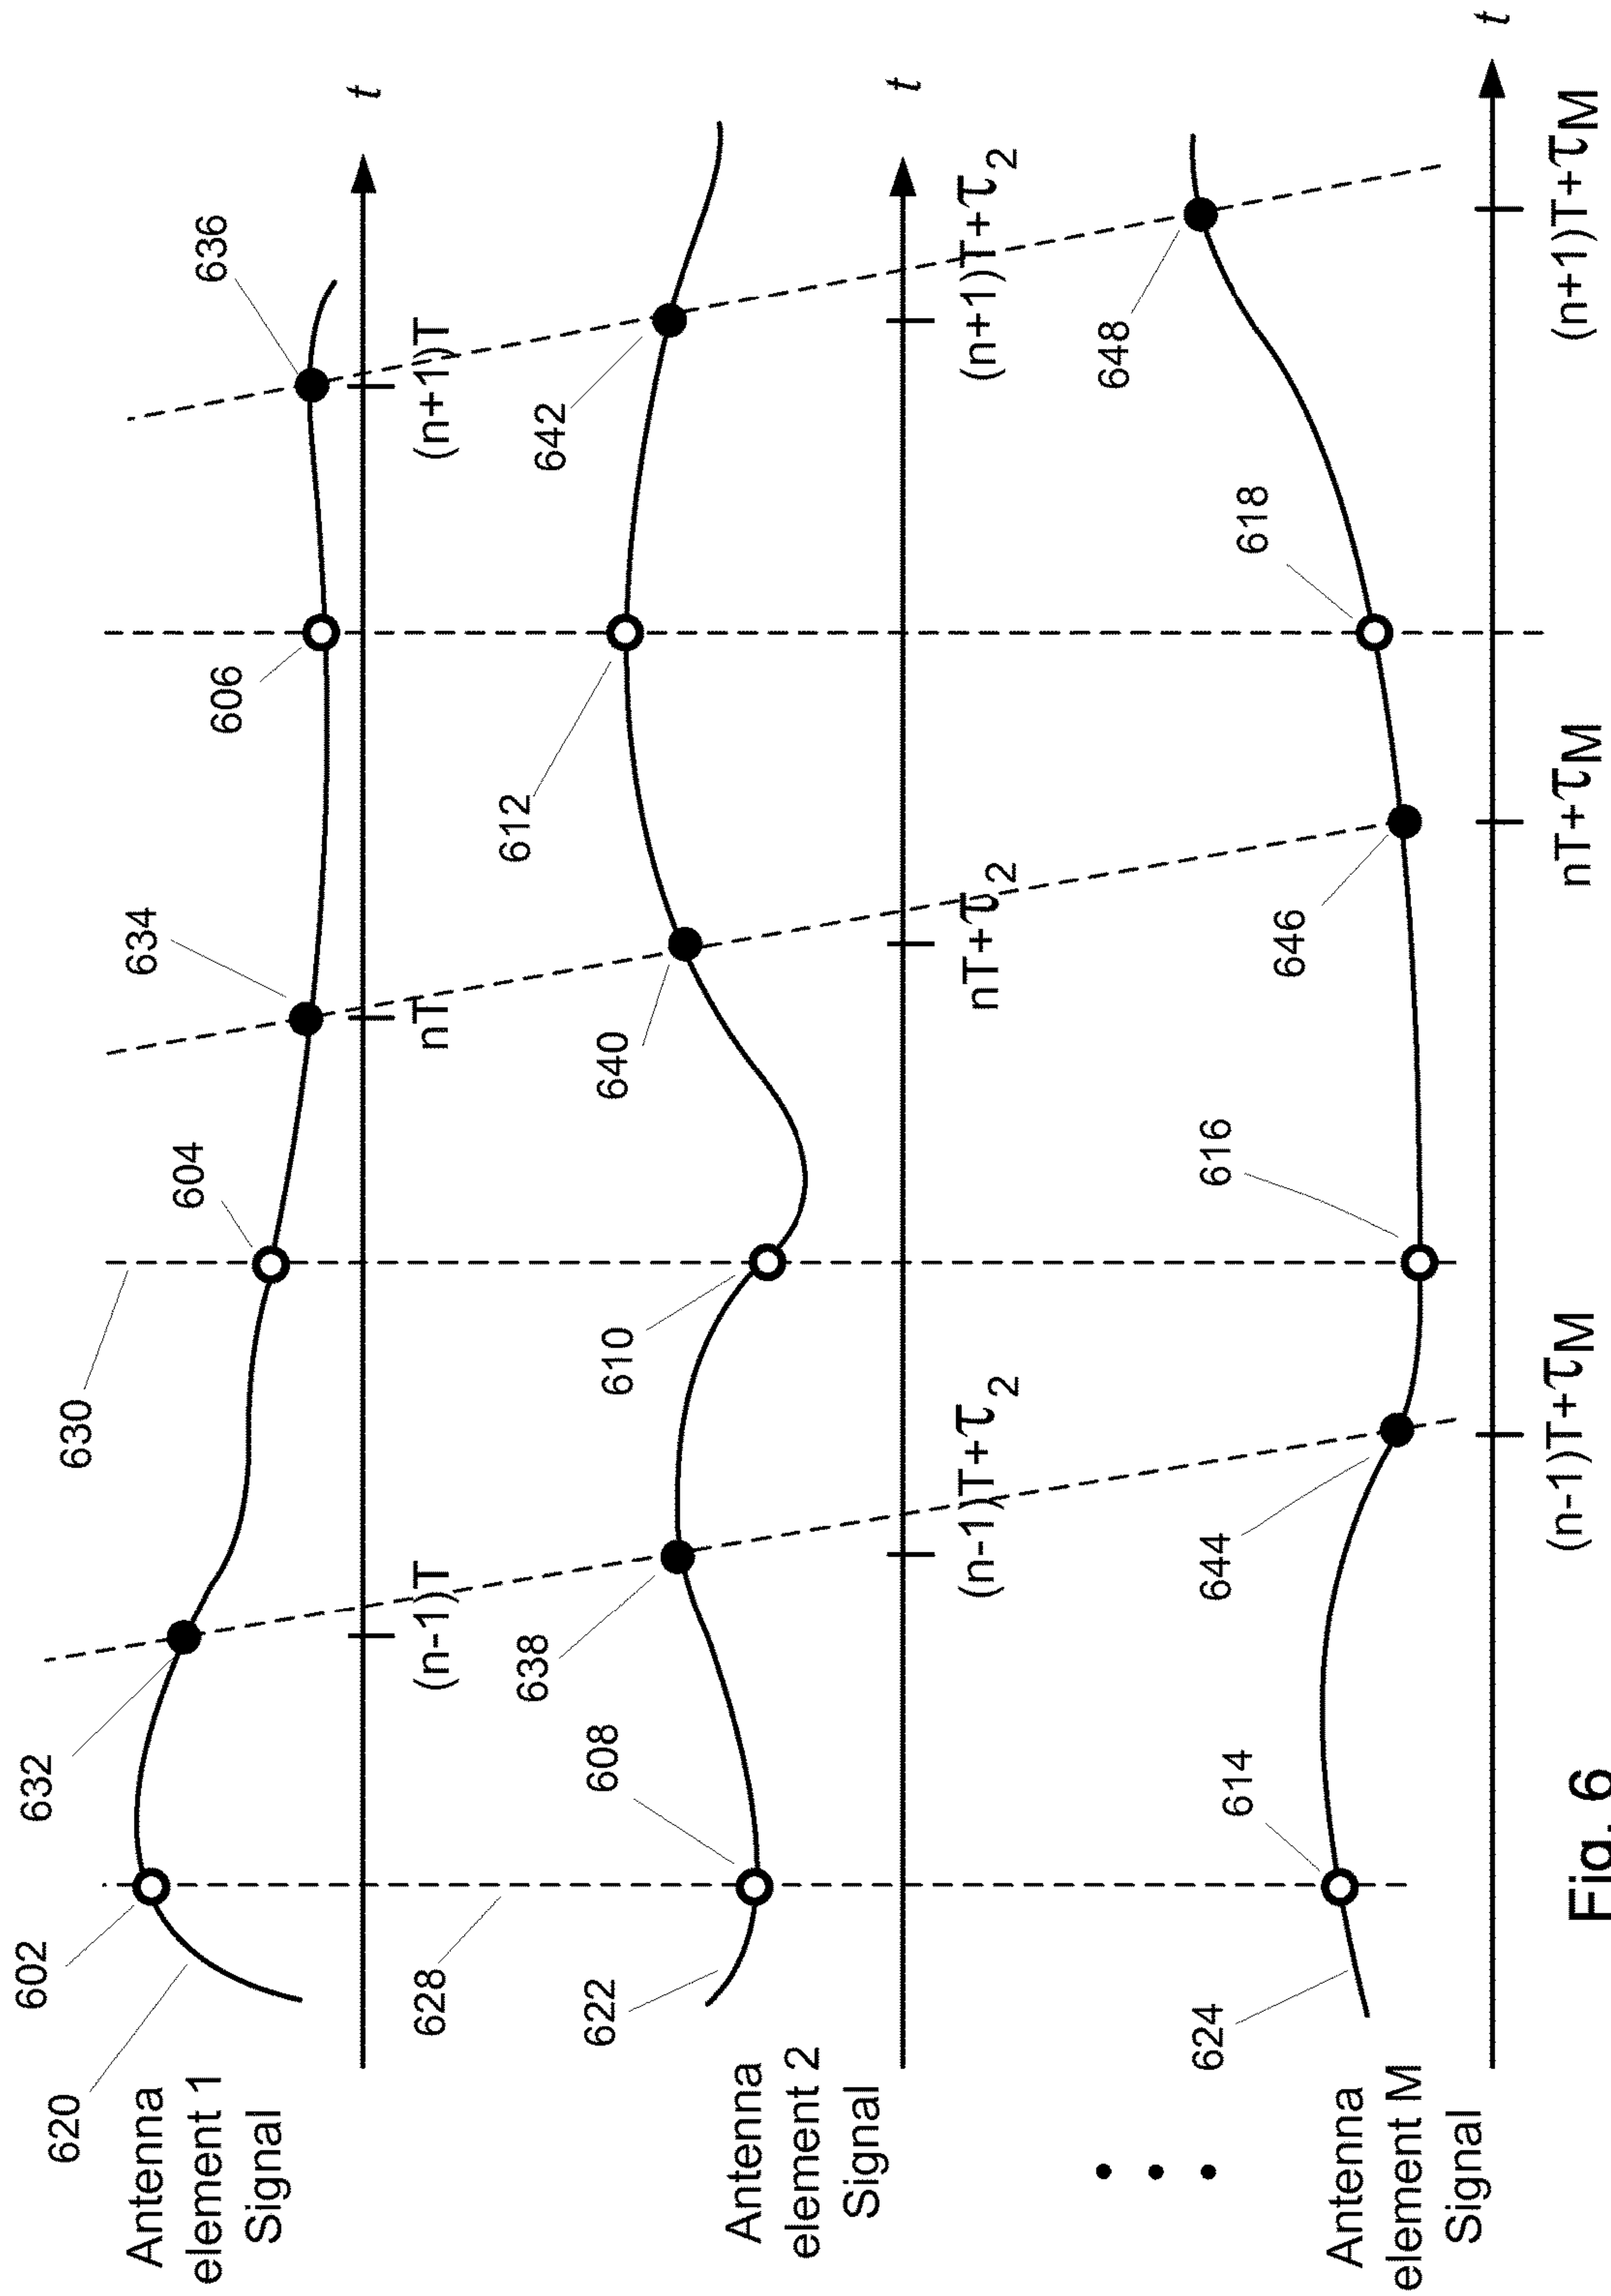 620
602
632
630
604
634
606
636
Antenna
element 1
Signal
t
(n-1)T
nT
(n+1)T
628
622
608
638
610
640
612
642
Antenna
element 2
Signal
t
(n-1)T+τ2
nT+τ2
(n+1)T+τ2
624
614
644
616
646
618
648
Antenna
element M
Signal
t
(n-1)T+τM
nT+τM
(n+1)T+τM
Fig. 6